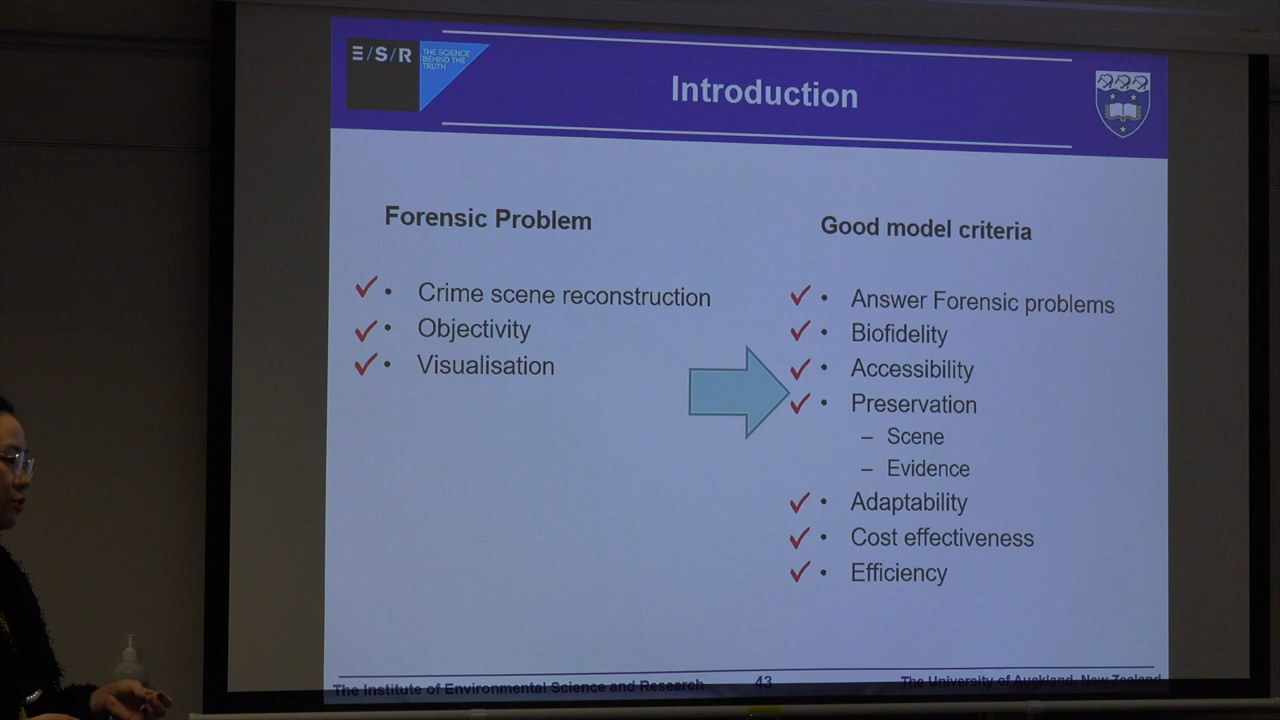 E/S/R
THE SCIENCE
BEHIND THE
TRUTH
Introduction
Forensic Problem
• Crime scene reconstruction
• Objectivity
• Visualisation
Good model criteria
• Answer Forensic problems
• Biofidelity
• Accessibility
• Preservation
– Scene
– Evidence
• Adaptability
• Cost effectiveness
• Efficiency
The Institute of Environmental Science and Research
43
The University of Auckland, New Zealand